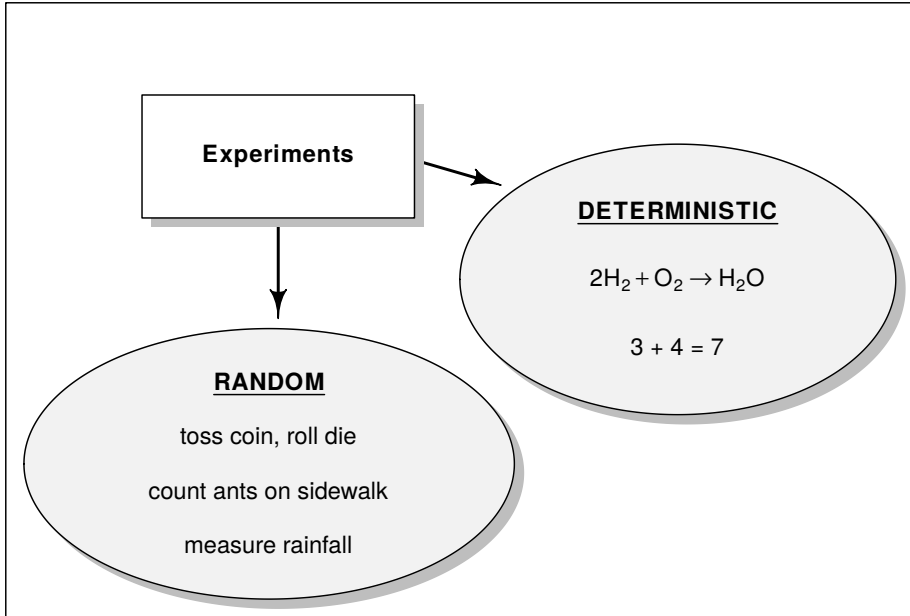 Experiments
DETERMINISTIC
2H₂ + O₂ → H₂O
3 + 4 = 7
RANDOM
toss coin, roll die
count ants on sidewalk
measure rainfall